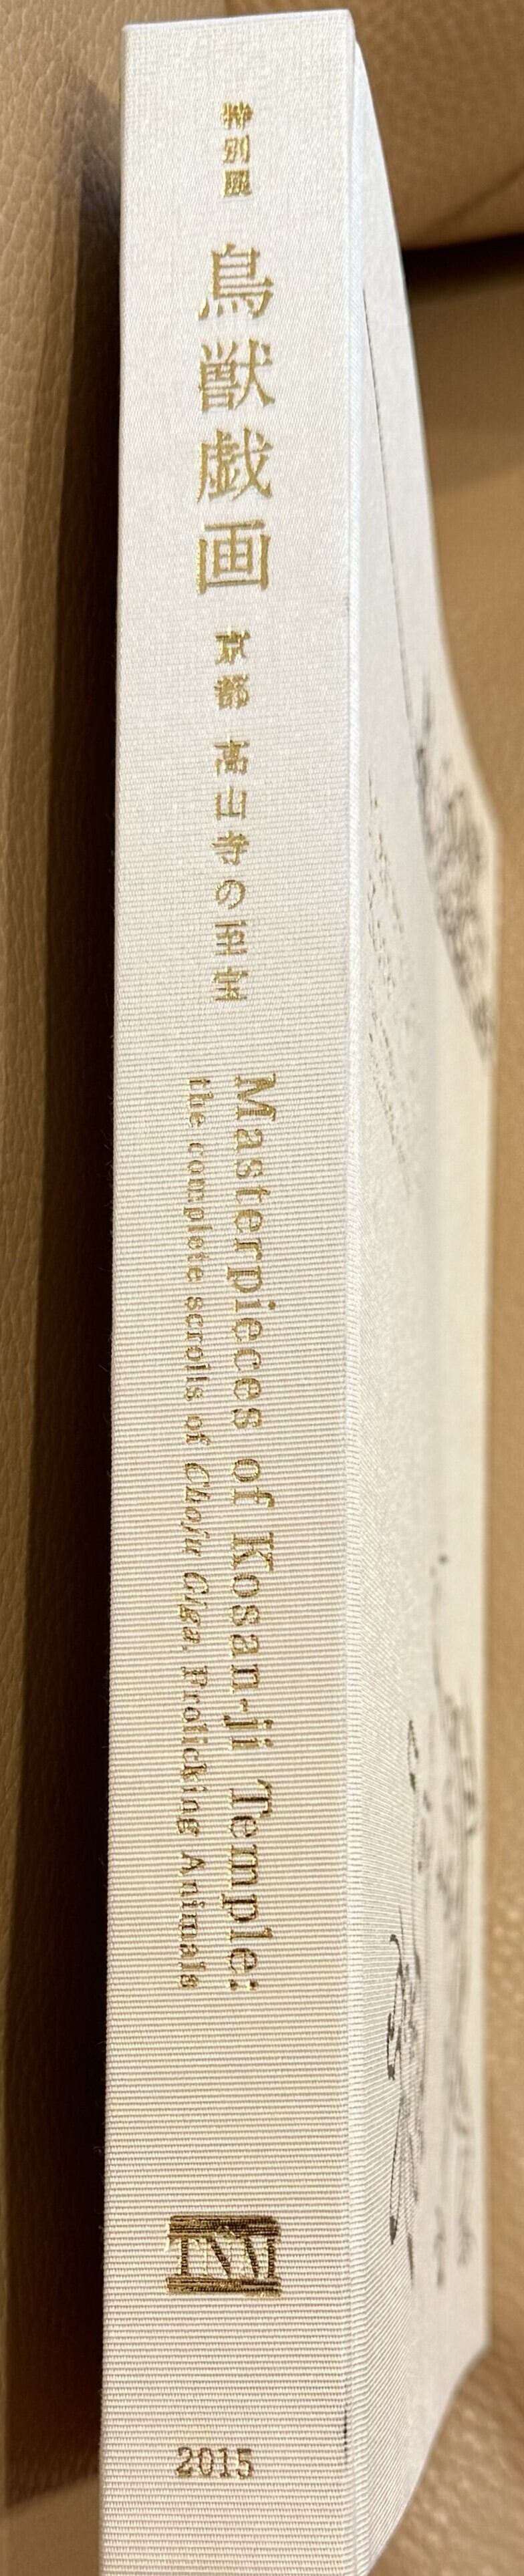 特別展
鳥獣戯画
京都 高山寺の至宝
Masterpieces of Kosan-ji Temple:
the complete scrolls of Choju Giga, Frolicking Animals
TNM
2015